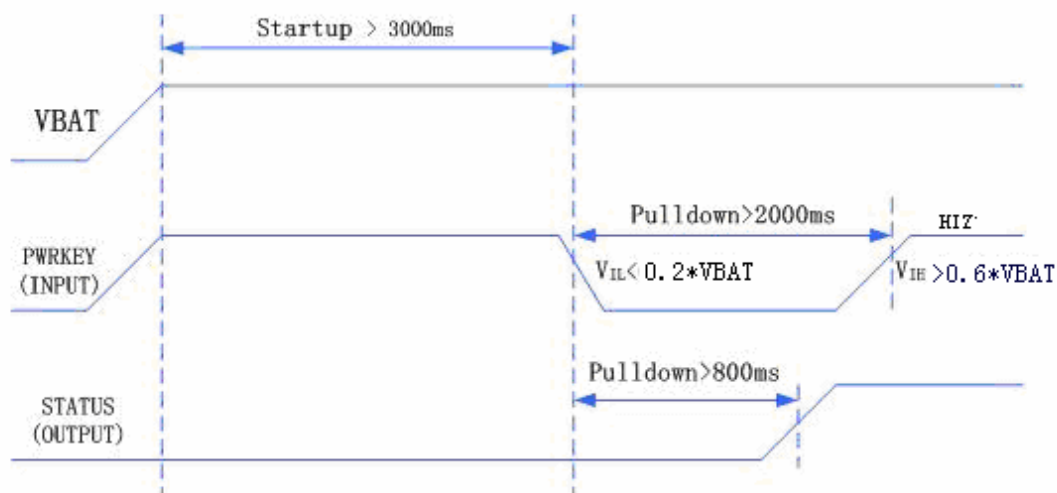 Startup > 3000ms
VBAT
Pulldown>2000ms
HIZ
PWRKEY
(INPUT)
VIL< 0.2*VBAT
VIH >0.6*VBAT
Pulldown>800ms
STATUS
(OUTPUT)